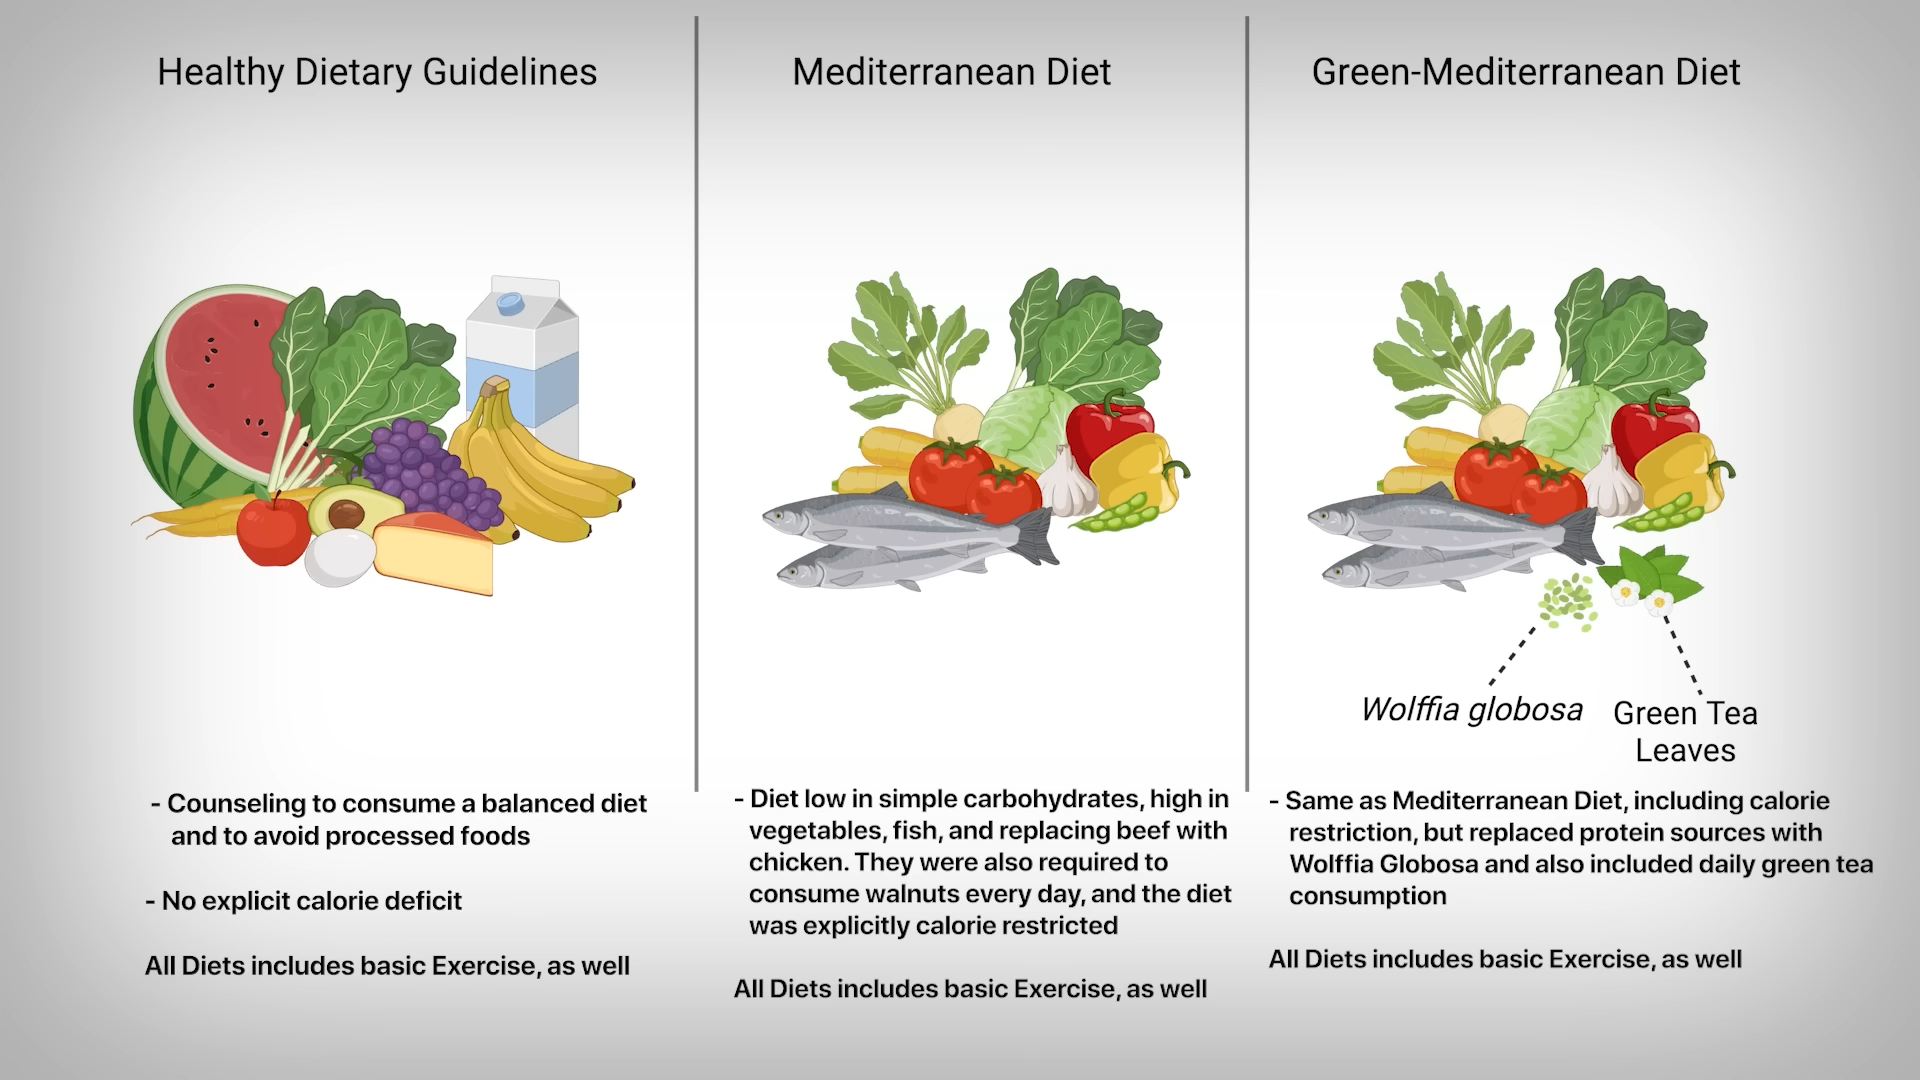 Healthy Dietary Guidelines
- Counseling to consume a balanced diet
and to avoid processed foods
- No explicit calorie deficit
All Diets includes basic Exercise, as well
Mediterranean Diet
- Diet low in simple carbohydrates, high in
vegetables, fish, and replacing beef with
chicken. They were also required to
consume walnuts every day, and the diet
was explicitly calorie restricted
All Diets includes basic Exercise, as well
Green-Mediterranean Diet
Wolffia globosa
Green Tea
Leaves
- Same as Mediterranean Diet, including calorie
restriction, but replaced protein sources with
Wolffia Globosa and also included daily green tea
consumption
All Diets includes basic Exercise, as well